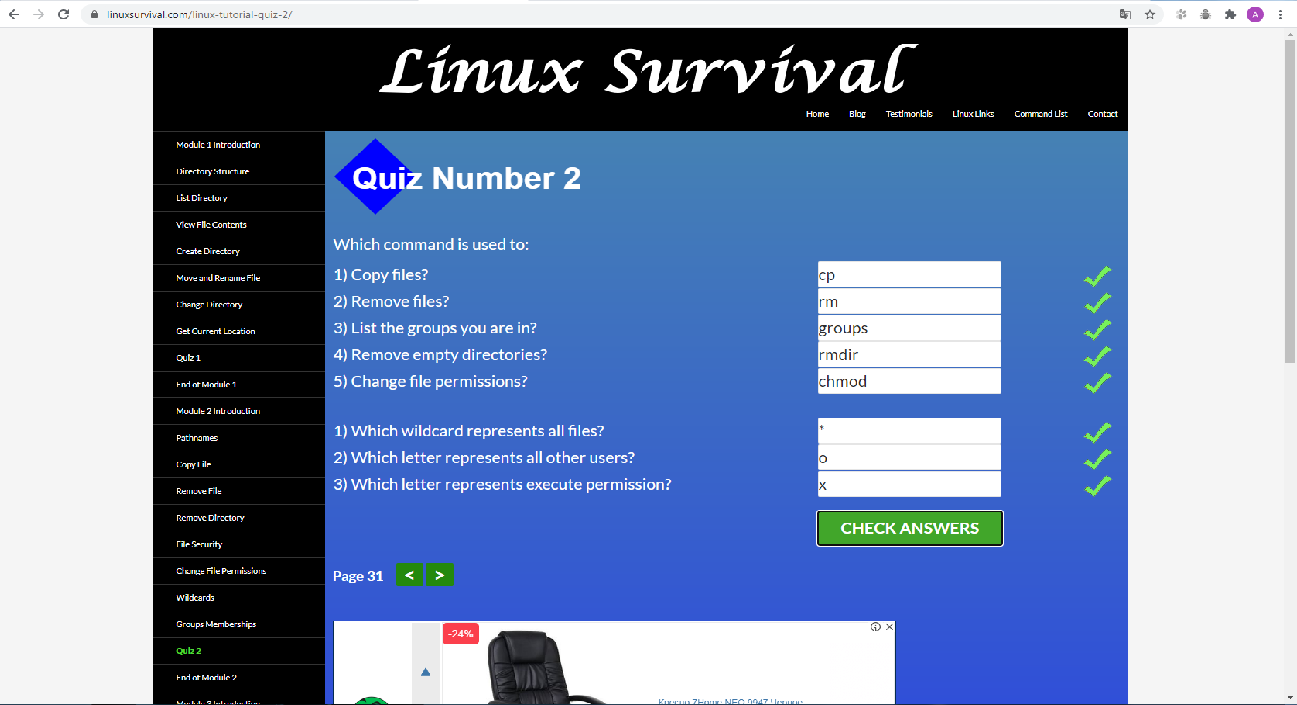 linuxsurvival.com/linux-tutorial-quiz-2/
A
Linux Survival
Home Blog Testimonials Linux Links Command List Contact
Module 1 Introduction
Directory Structure
List Directory
View File Contents
Create Directory
Move and Rename File
Change Directory
Get Current Location
Quiz 1
End of Module 1
Module 2 Introduction
Pathnames
Copy File
Remove File
Remove Directory
File Security
Change File Permissions
Wildcards
Groups Memberships
Quiz 2
End of Module 2
Module 3 Introduction
Quiz Number 2
Which command is used to:
1) Copy files? cp
2) Remove files? rm
3) List the groups you are in? groups
4) Remove empty directories? rmdir
5) Change file permissions? chmod
1) Which wildcard represents all files? *
2) Which letter represents all other users? o
3) Which letter represents execute permission? x
CHECK ANSWERS
Page 31 < >
-24%